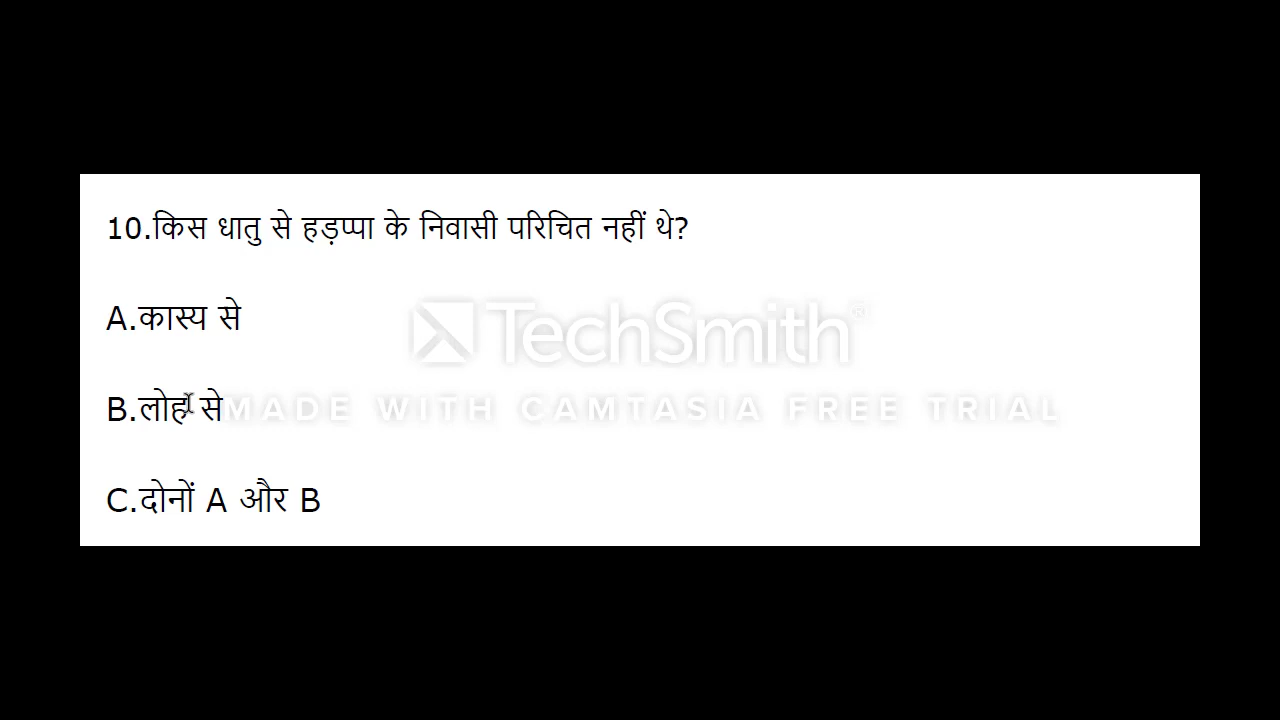 10.किस धातु से हड़प्पा के निवासी परिचित नहीं थे?
A.कास्य से
TechSmith®
B.लोह से
MADE WITH CAMTASIA FREE TRIAL
C.दोनों A और B